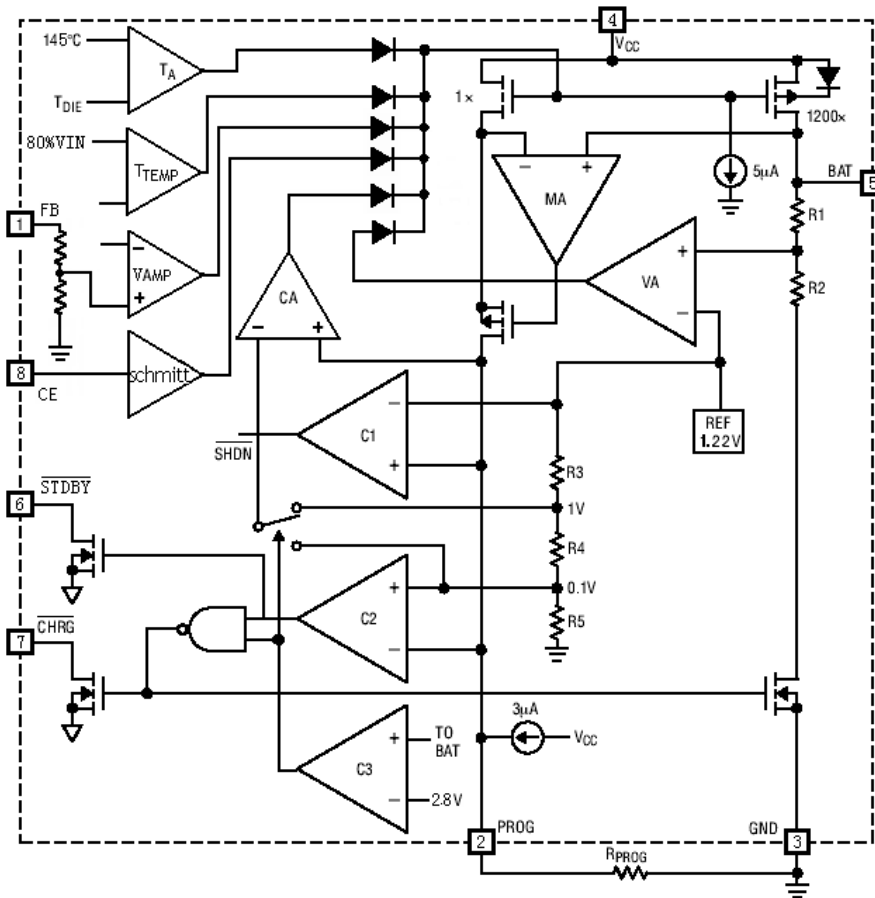 4
145°C
VCC
TA
TDIE
1×
1200×
80%VIN
TTEMP
− +
MA
5µA
BAT
5
FB
1
R1
−
VAMP
+
+
VA
−
R2
CA
− +
8
CE
schmitt
−
C1
+
SHDN
REF
1.22V
R3
STDBY
6
1V
R4
+
C2
−
0.1V
R5
CHRG
7
3µA
VCC
+
C3
−
TO
BAT
2.8V
PROG
2
GND
3
RPROG